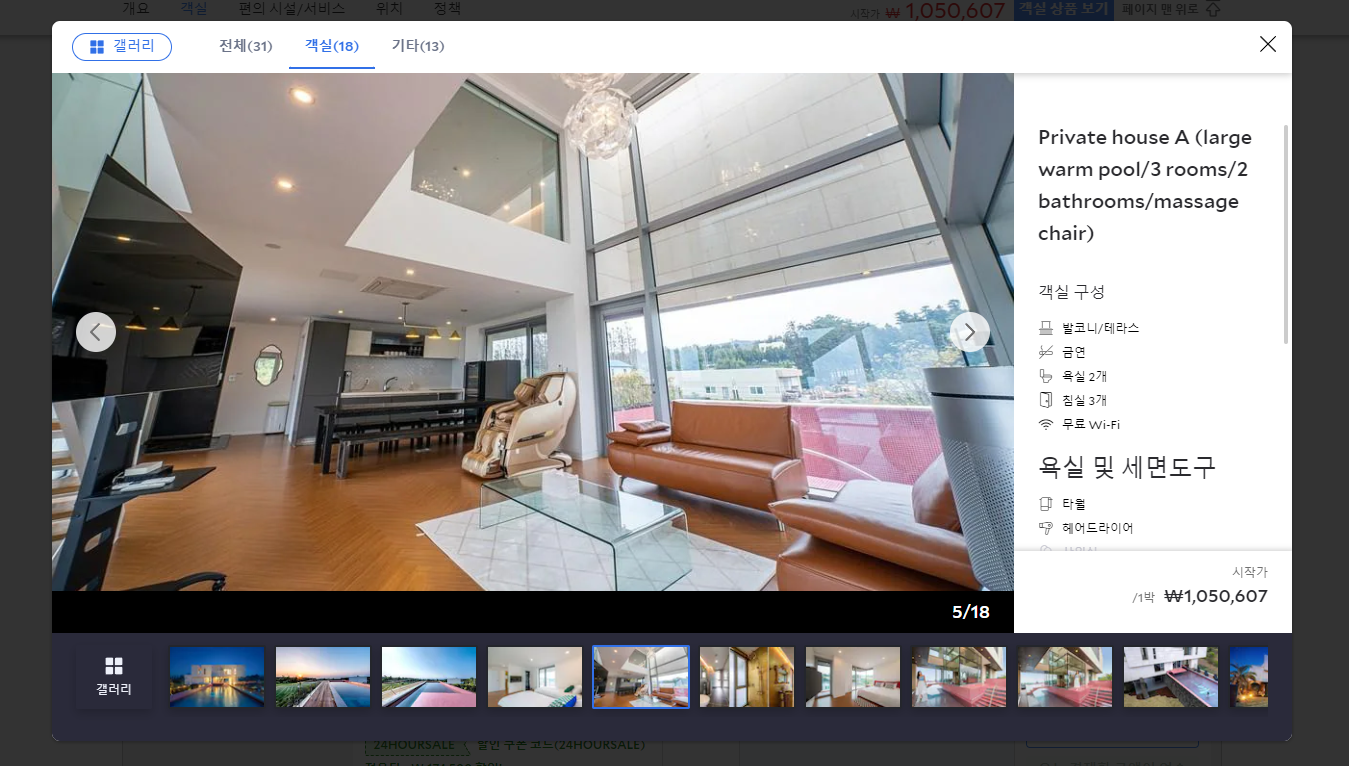 개요 객실 편의 시설/서비스 위치 정책
시작가 ₩ 1,050,607 객실 상품 보기 페이지 맨 위로
갤러리 전체(31) 객실(18) 기타(13)
Private house A (large
warm pool/3 rooms/2
bathrooms/massage
chair)
객실 구성
발코니/테라스
금연
욕실 2개
침실 3개
무료 Wi-Fi
욕실 및 세면도구
타월
헤어드라이어
시작가
/1박 ₩1,050,607
5/18
갤러리
24HOURSALE 할인 쿠폰 코드(24HOURSALE)